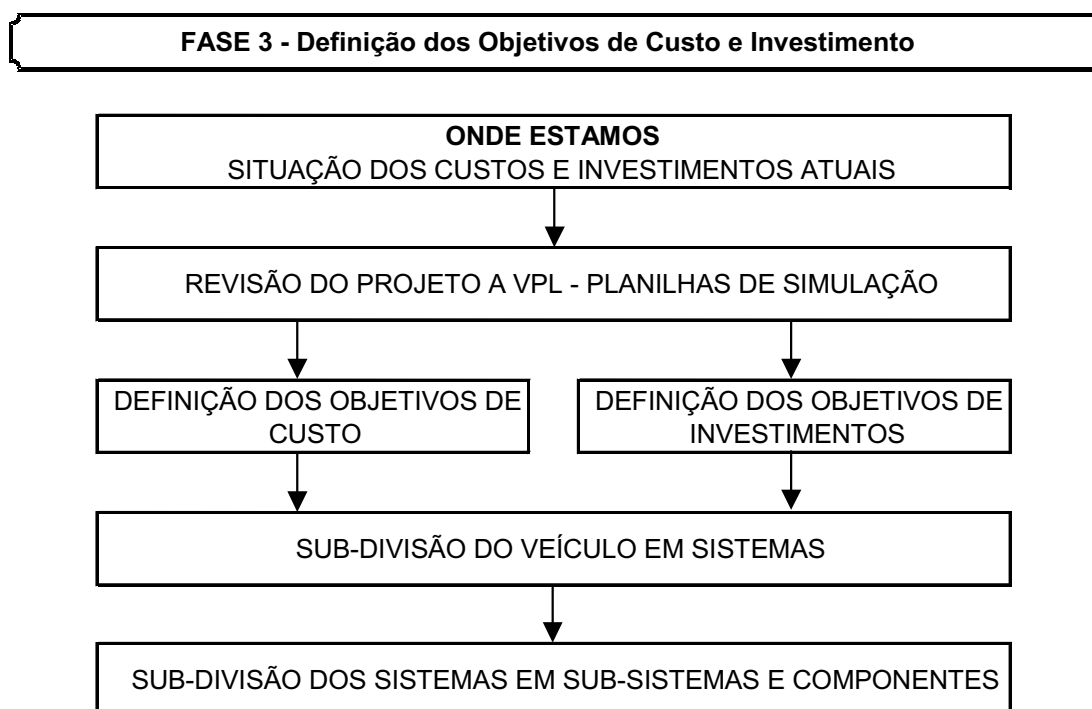 FASE 3 - Definição dos Objetivos de Custo e Investimento
ONDE ESTAMOS
SITUAÇÃO DOS CUSTOS E INVESTIMENTOS ATUAIS
REVISÃO DO PROJETO A VPL - PLANILHAS DE SIMULAÇÃO
DEFINIÇÃO DOS OBJETIVOS DE
CUSTO
DEFINIÇÃO DOS OBJETIVOS DE
INVESTIMENTOS
SUB-DIVISÃO DO VEÍCULO EM SISTEMAS
SUB-DIVISÃO DOS SISTEMAS EM SUB-SISTEMAS E COMPONENTES